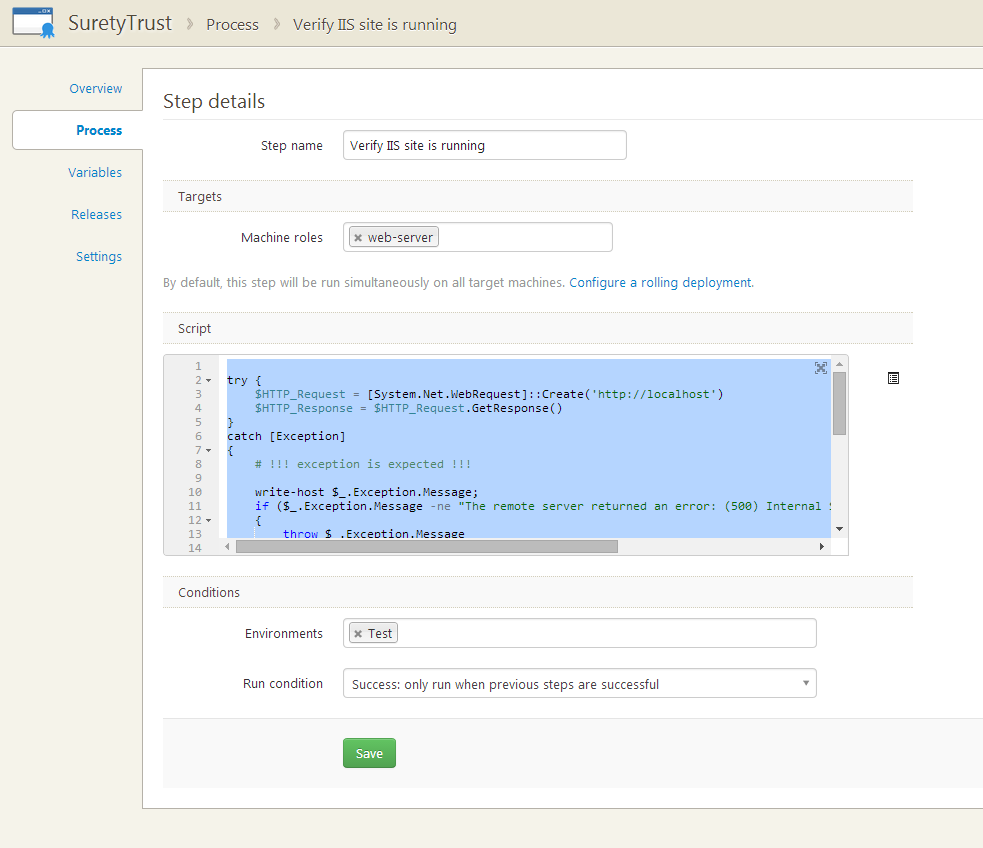 SuretyTrust Process Verify IIS site is running
Overview
Process
Variables
Releases
Settings
Step details
Step name Verify IIS site is running
Targets
Machine roles web-server
By default, this step will be run simultaneously on all target machines. Configure a rolling deployment.
Script
1
2 try {
3 $HTTP_Request = [System.Net.WebRequest]::Create('http://localhost')
4 $HTTP_Response = $HTTP_Request.GetResponse()
5 }
6 catch [Exception]
7 {
8 # !!! exception is expected !!!
9
10 write-host $_.Exception.Message;
11 if ($_.Exception.Message -ne "The remote server returned an error: (500) Internal
12 {
13 throw $_.Exception.Message
14
Conditions
Environments Test
Run condition Success: only run when previous steps are successful
Save